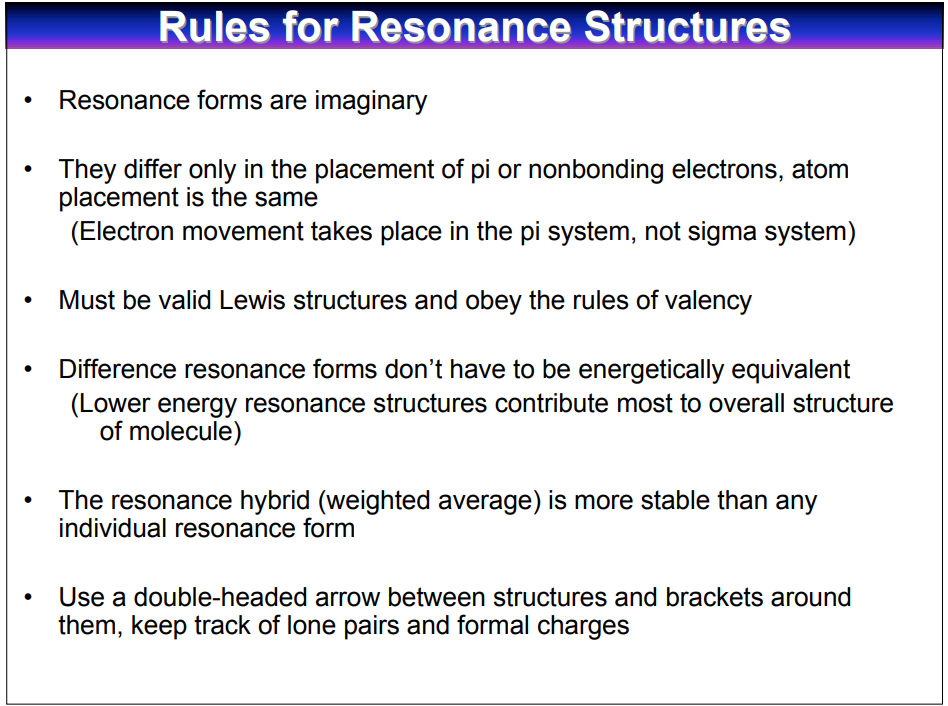 Rules for Resonance Structures
• Resonance forms are imaginary
• They differ only in the placement of pi or nonbonding electrons, atom
placement is the same
(Electron movement takes place in the pi system, not sigma system)
• Must be valid Lewis structures and obey the rules of valency
• Difference resonance forms don’t have to be energetically equivalent
(Lower energy resonance structures contribute most to overall structure
of molecule)
• The resonance hybrid (weighted average) is more stable than any
individual resonance form
• Use a double-headed arrow between structures and brackets around
them, keep track of lone pairs and formal charges